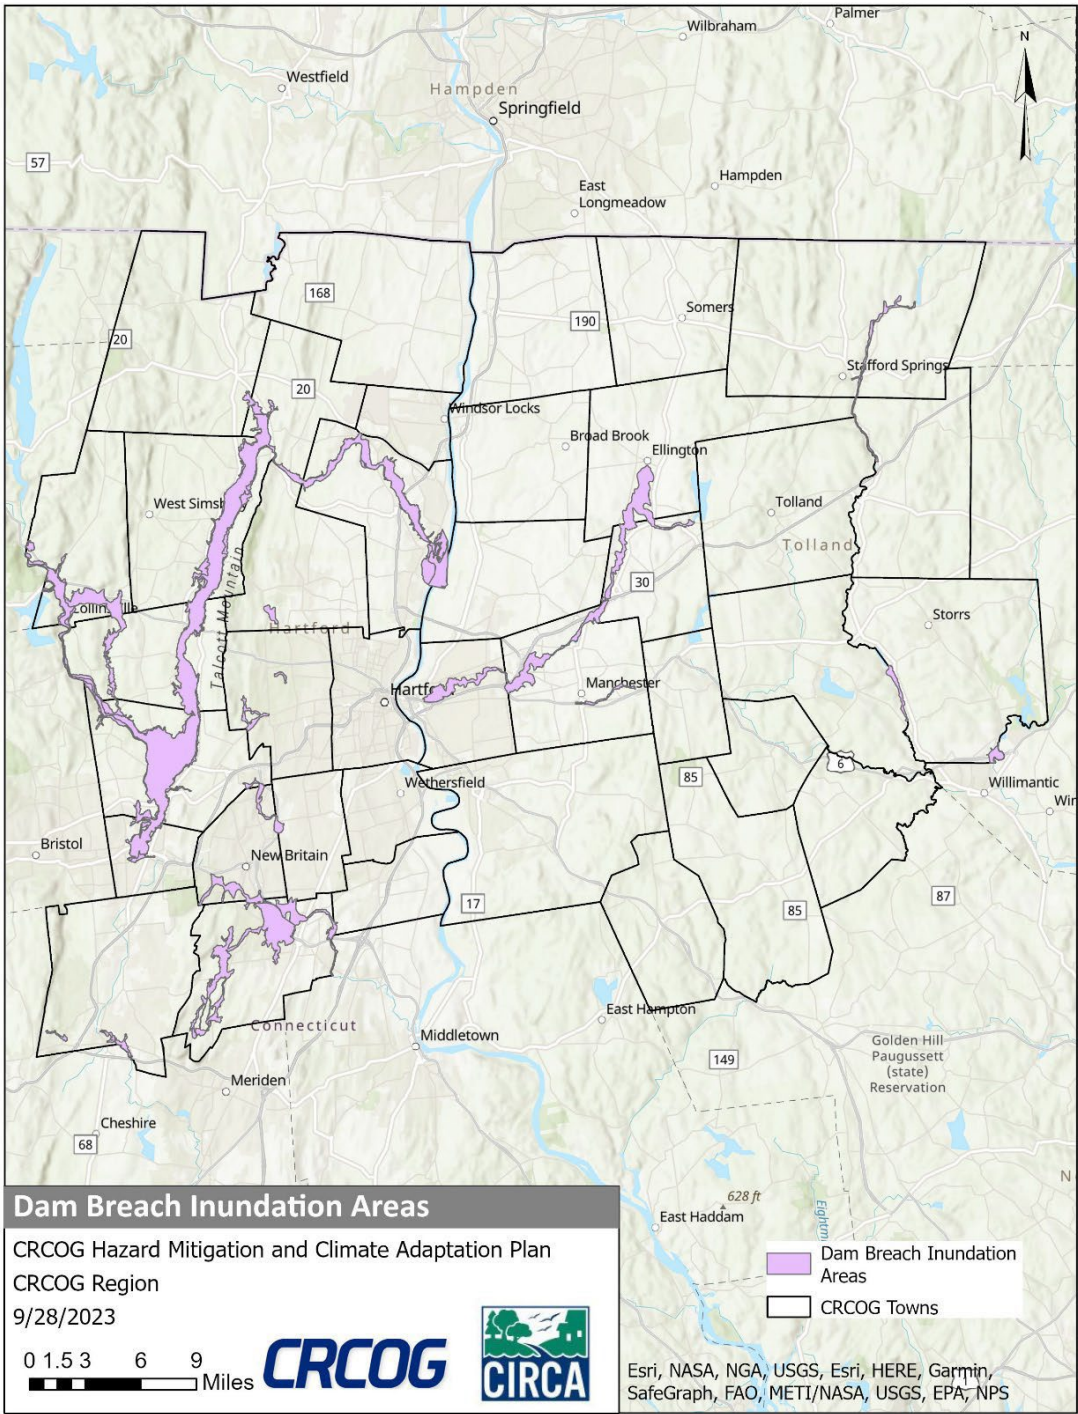 Palmer
Wilbraham
N
Westfield
Hampden
Springfield
57
Hampden
East
Longmeadow
168
Somers
190
20
Stafford Springs
20
Windsor Locks
Broad Brook
Ellington
West Simsb
Tolland
Tolland
Talcott Mountain
30
Storrs
Hartford
Manchester
Hartfo
6
85
Wethersfield
Willimantic
Bristol
New Britain
87
17
85
East Hampton
Connecticut
Middletown
Golden Hill
Paugussett
(state)
Reservation
149
Meriden
Cheshire
68
628 ft
East Haddam
Dam Breach Inundation Areas
CRCOG Hazard Mitigation and Climate Adaptation Plan
CRCOG Region
9/28/2023
0 1.5 3 6 9
Miles
CRCOG
CIRCA
Dam Breach Inundation
Areas
CRCOG Towns
Esri, NASA, NGA, USGS, Esri, HERE, Garmin,
SafeGraph, FAO, METI/NASA, USGS, EPA, NPS